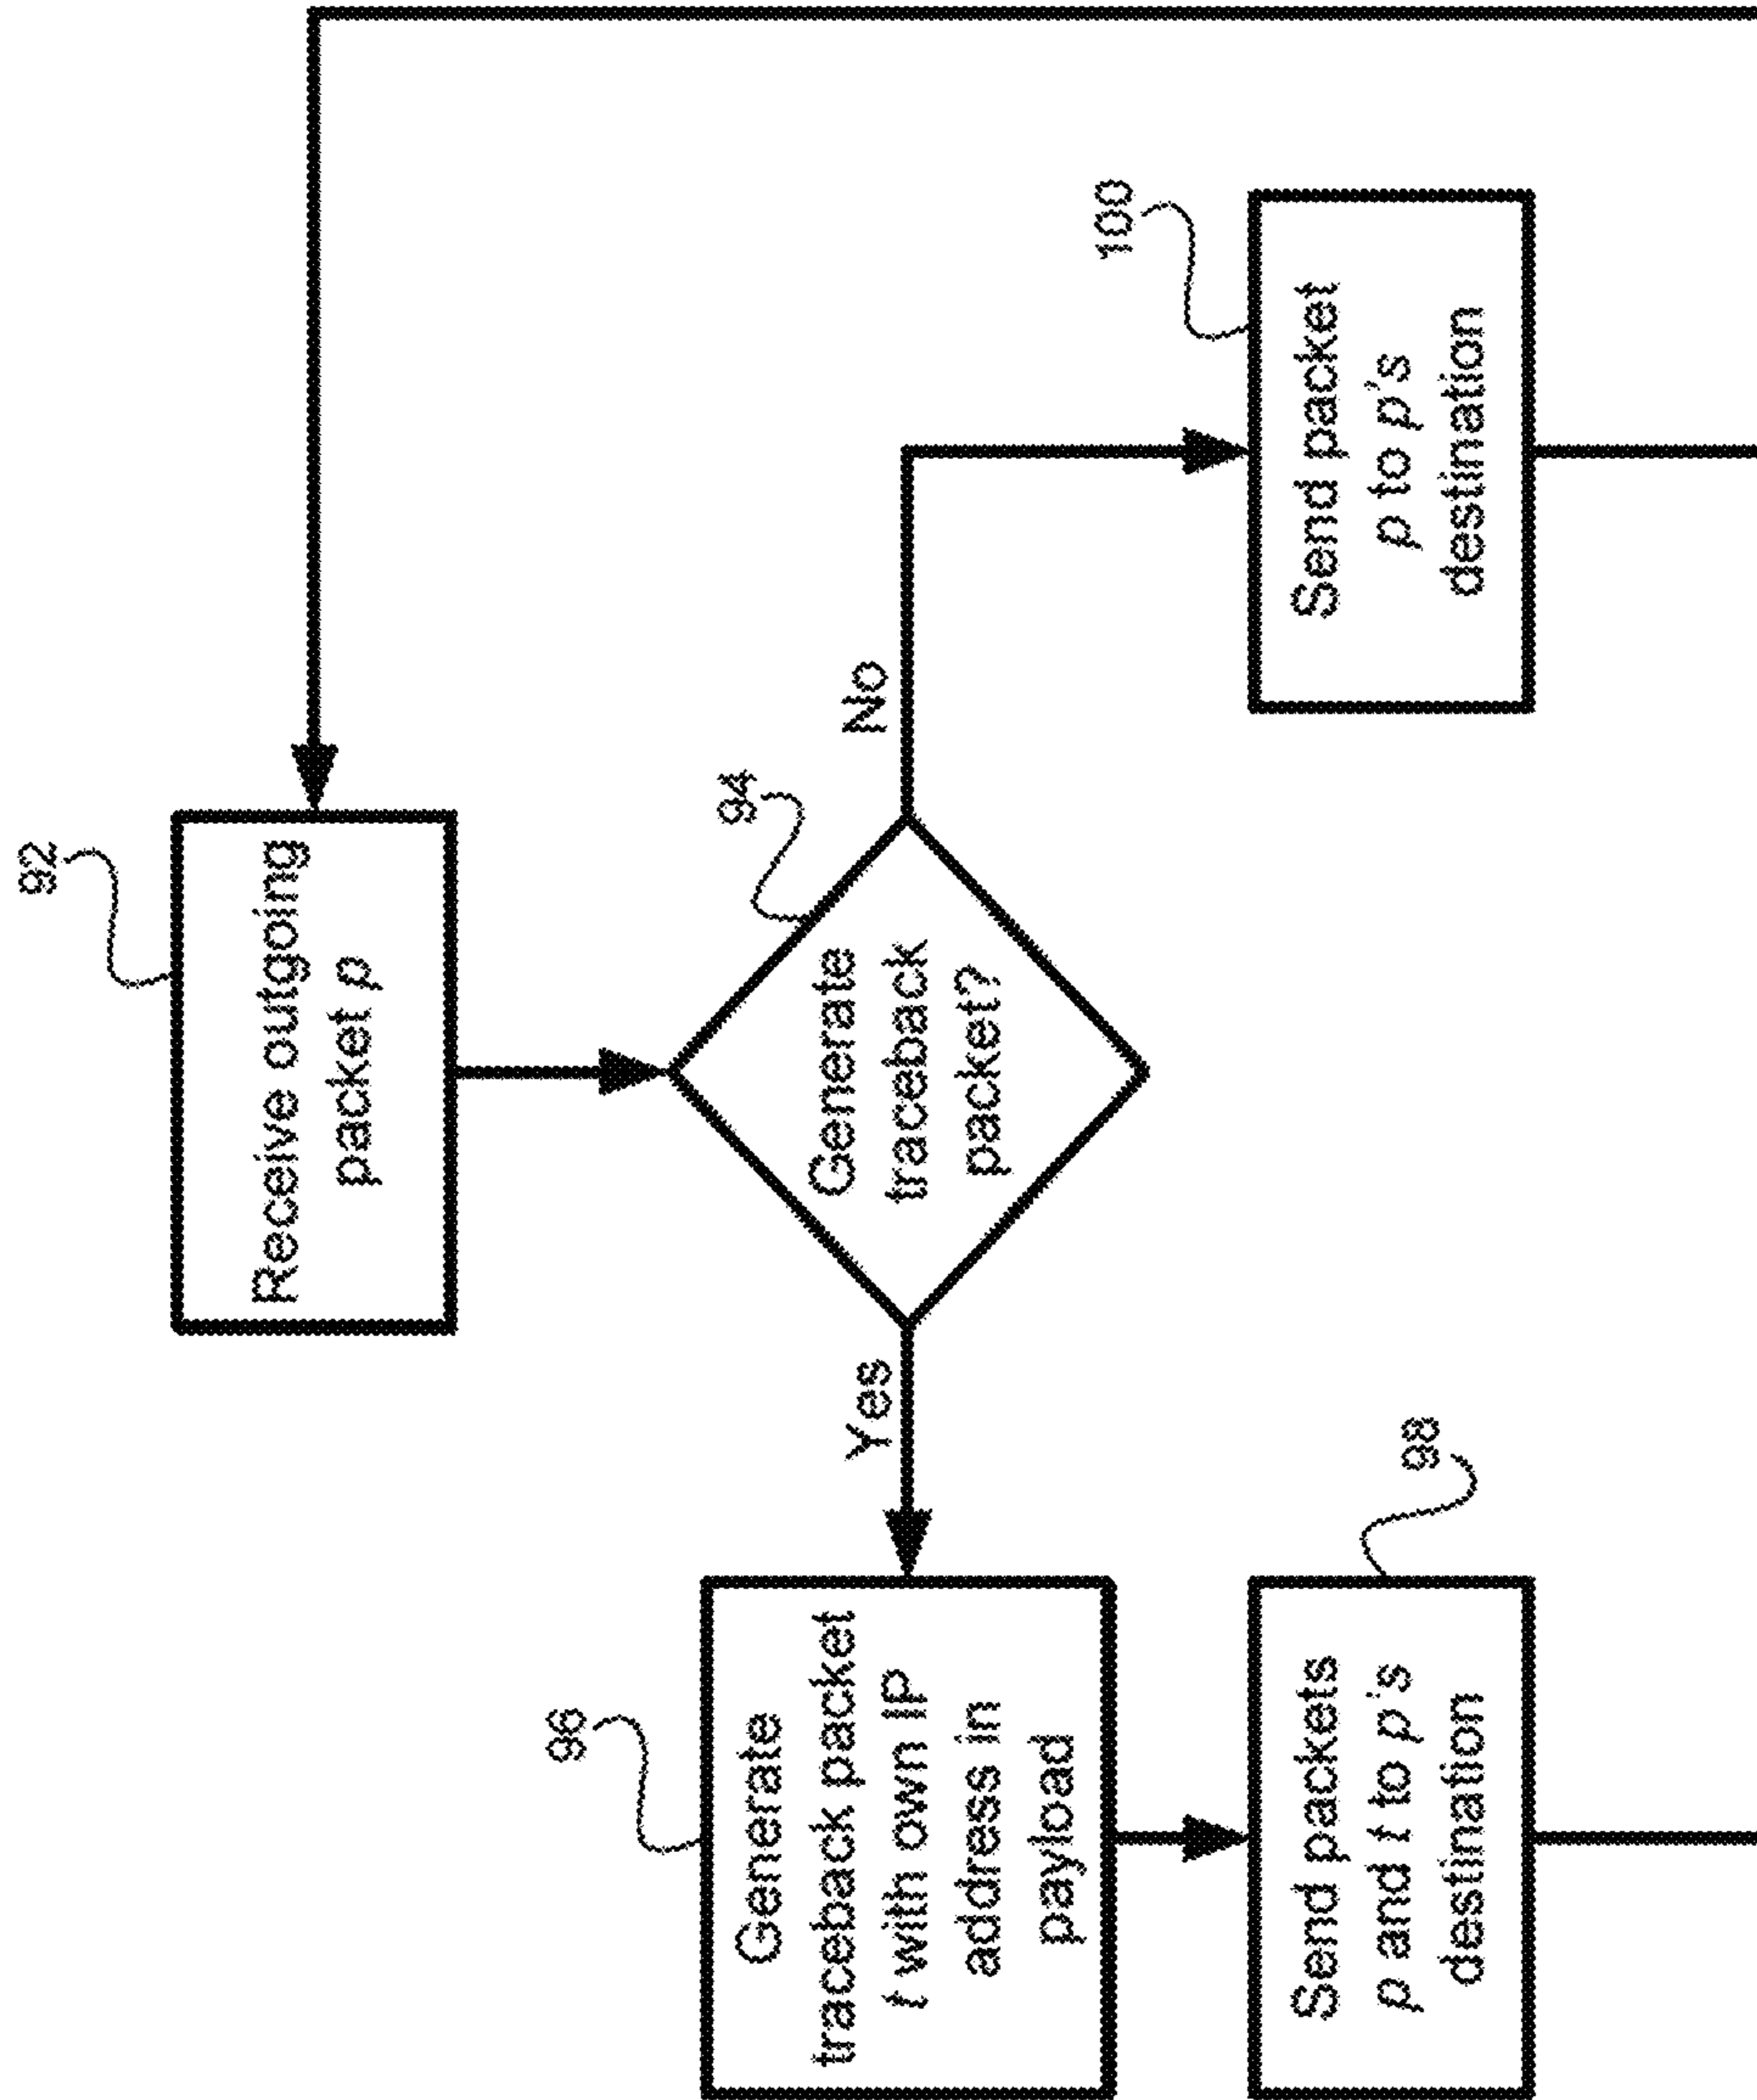 92
Receive outgoing
packet p
94
Generate
traceback
packet?
Yes
No
96
Generate
traceback packet
t with own IP
address in
payload
98
Send packets
p and t to p's
destination
100
Send packet
p to p's
destination